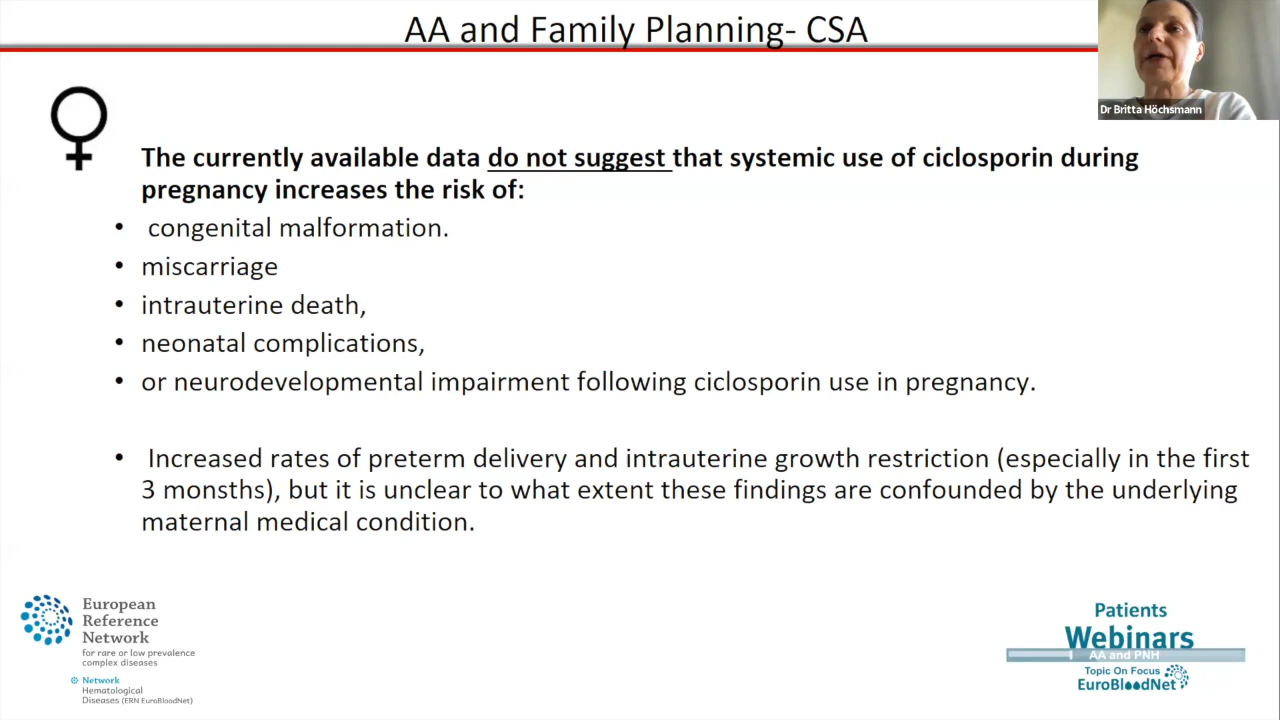 AA and Family Planning- CSA
Dr Britta Höchsmann
The currently available data do not suggest that systemic use of ciclosporin during
pregnancy increases the risk of:
• congenital malformation.
• miscarriage
• intrauterine death,
• neonatal complications,
• or neurodevelopmental impairment following ciclosporin use in pregnancy.
• Increased rates of preterm delivery and intrauterine growth restriction (especially in the first
3 monsths), but it is unclear to what extent these findings are confounded by the underlying
maternal medical condition.
European
Reference
Network
for rare or low prevalence
complex diseases
Network
Hematological
Diseases (ERN EuroBloodNet)
Patients
Webinars
AA and PNH
Topic On Focus
EuroBloodNet